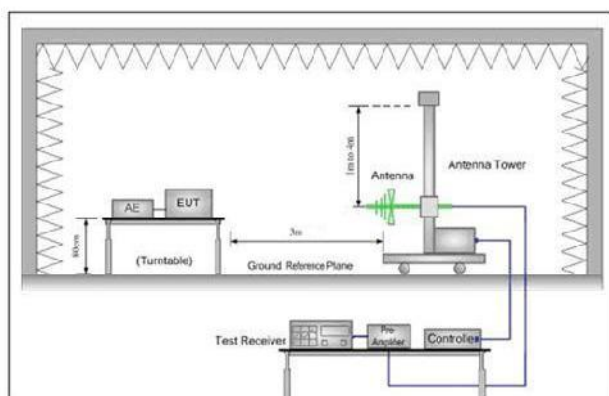 1m to 4m
Antenna Tower
Antenna
AE
EUT
80cm
(Turntable)
3m
Ground Reference Plane
Test Receiver
Pre-
Amplifier
Controller